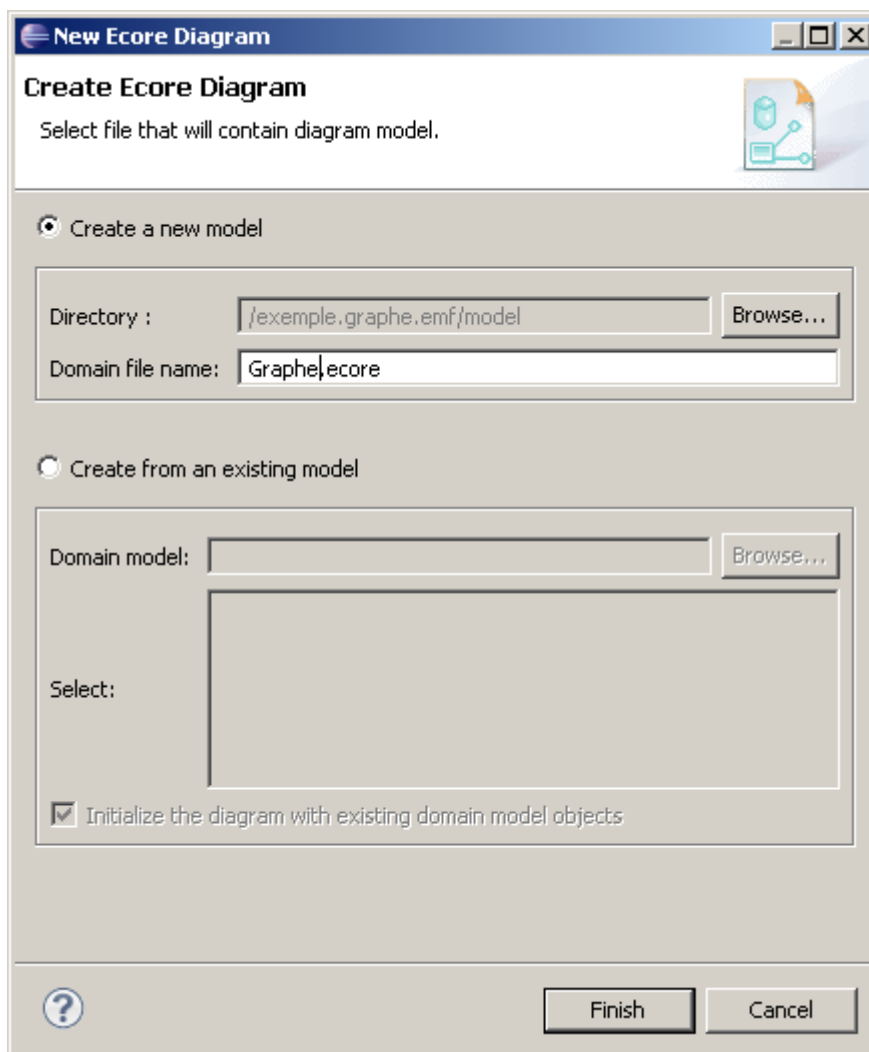 New Ecore Diagram
Create Ecore Diagram
Select file that will contain diagram model.
Create a new model
Directory : /exemple.graphe.emf/model Browse...
Domain file name: Graphe.ecore
Create from an existing model
Domain model: Browse...
Select:
Initialize the diagram with existing domain model objects
? Finish Cancel